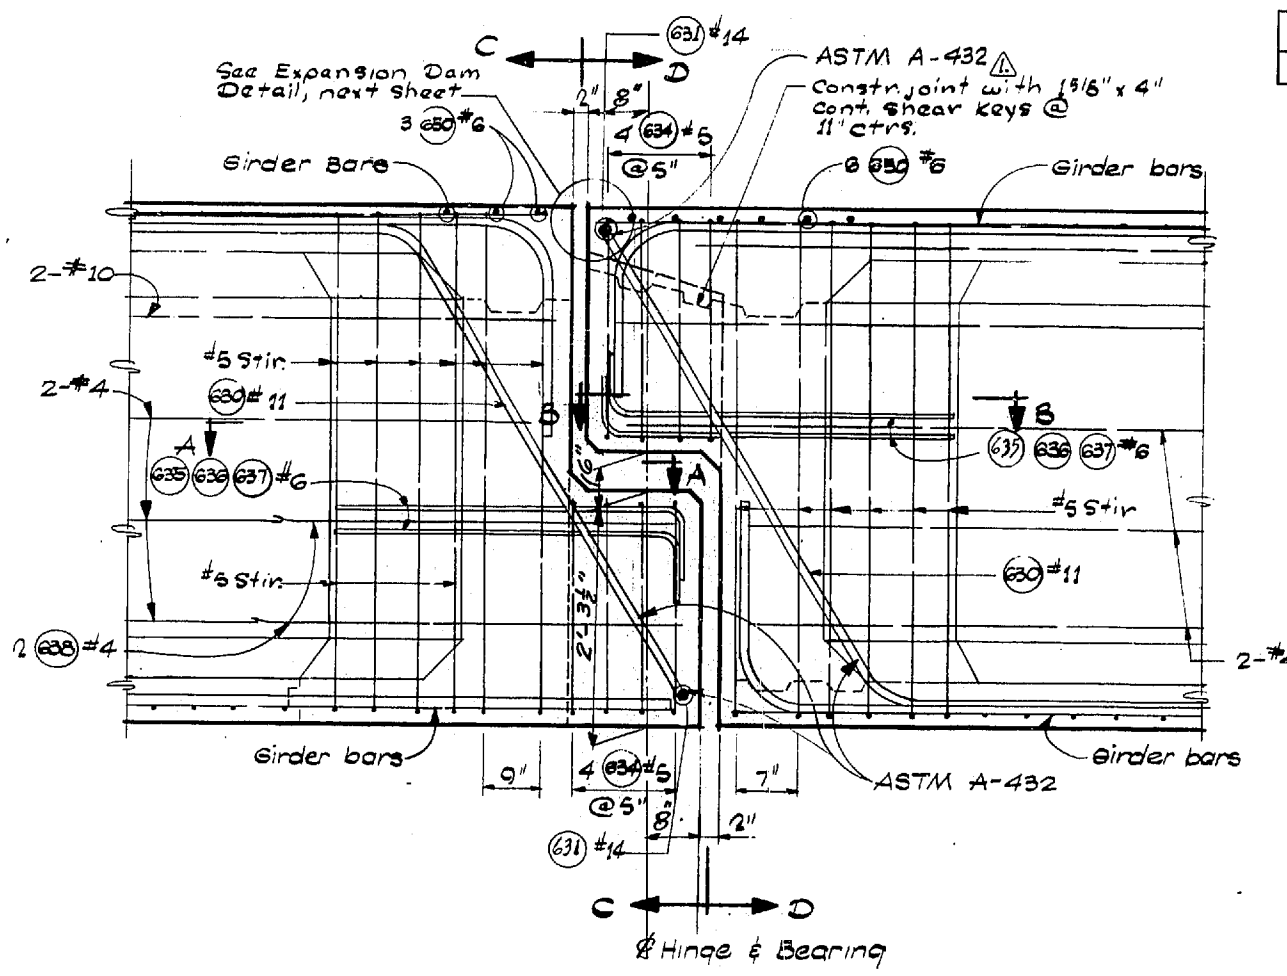 631 #14
C
D
ASTM A-432 1.
See Expansion Dam
Detail, next sheet
Constr. joint with 1 5/8" x 4"
Cont. Shear Keys @
11" ctrs.
2"
8"
3 650 #6
4 634 #5
@ 5"
Girder Bars
6 650 #6
Girder bars
2-#10
#5 Stir.
2-#4
630 #11
B
B
A
635 636 637 #6
635 636 637 #6
6"
A
#5 Stir.
#5 Stir.
630 #11
2'-3½"
2 638 #4
Girder bars
Girder bars
9"
4 634 #5
@ 5"
7"
ASTM A-432
8"
2"
631 #14
C
D
℄ Hinge & Bearing